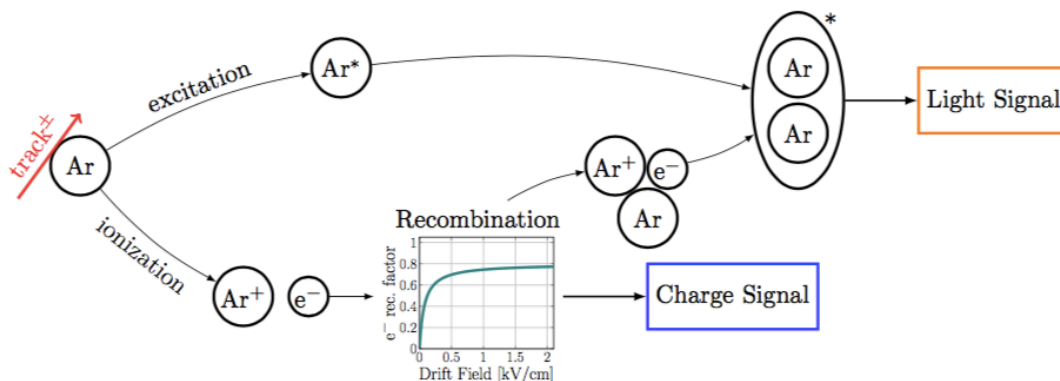 track±
Ar
excitation
Ar*
ionization
Ar+ e−
Recombination
e− rec. factor
1
0.8
0.6
0.4
0.2
0
0 0.5 1 1.5 2
Drift Field [kV/cm]
Ar+ e−
Ar
*
Ar
Ar
Light Signal
Charge Signal